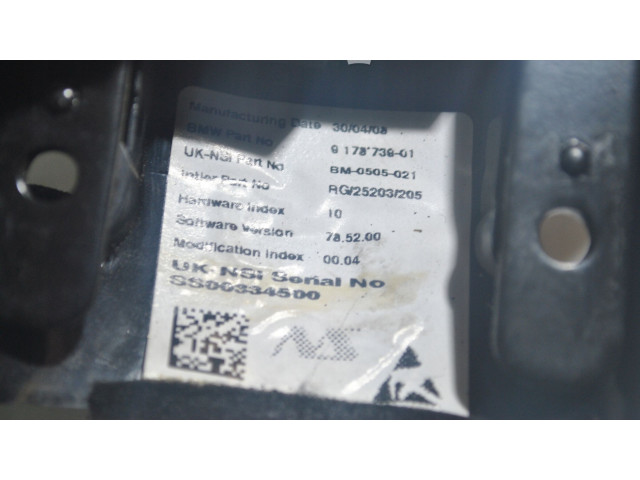 Manufacturing Date 30/04/08
BMW Part No 9 178'739-01
UK-NSI Part No BM-0505-021
Intier Part No RG/25203/205
Hardware Index 10
Software Version 78.52.00
Modification Index 00.04
UK-NSI Serial No
SS00334500